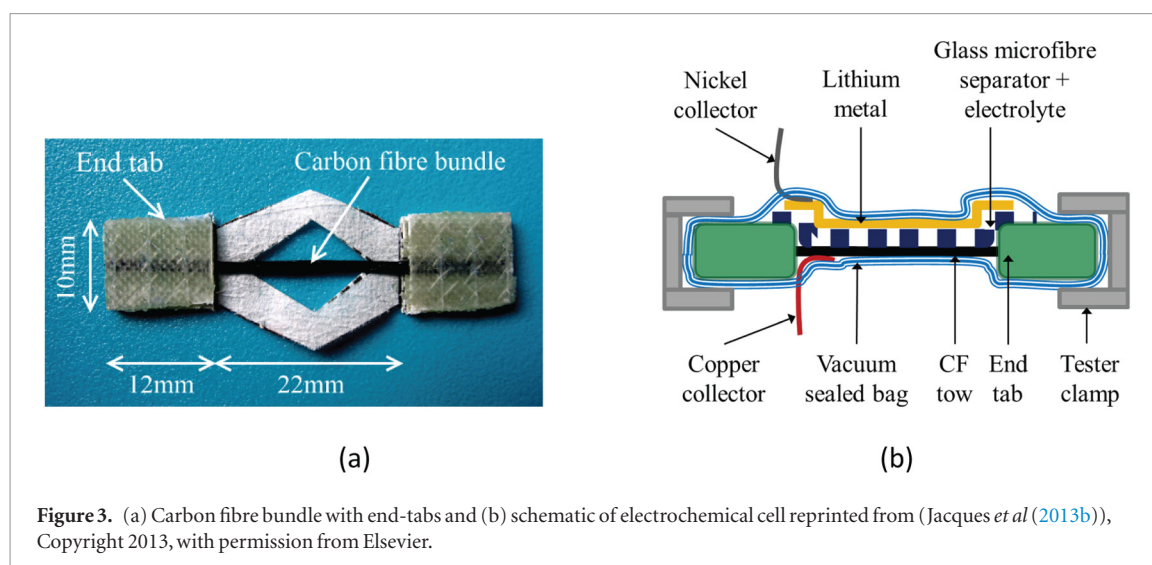 End tab
Carbon fibre bundle
10mm
12mm
22mm
(a)
Nickel
collector
Lithium
metal
Glass microfibre
separator +
electrolyte
Copper
collector
Vacuum
sealed bag
CF
tow
End
tab
Tester
clamp
(b)
Figure 3. (a) Carbon fibre bundle with end-tabs and (b) schematic of electrochemical cell reprinted from (Jacques et al (2013b)),
Copyright 2013, with permission from Elsevier.